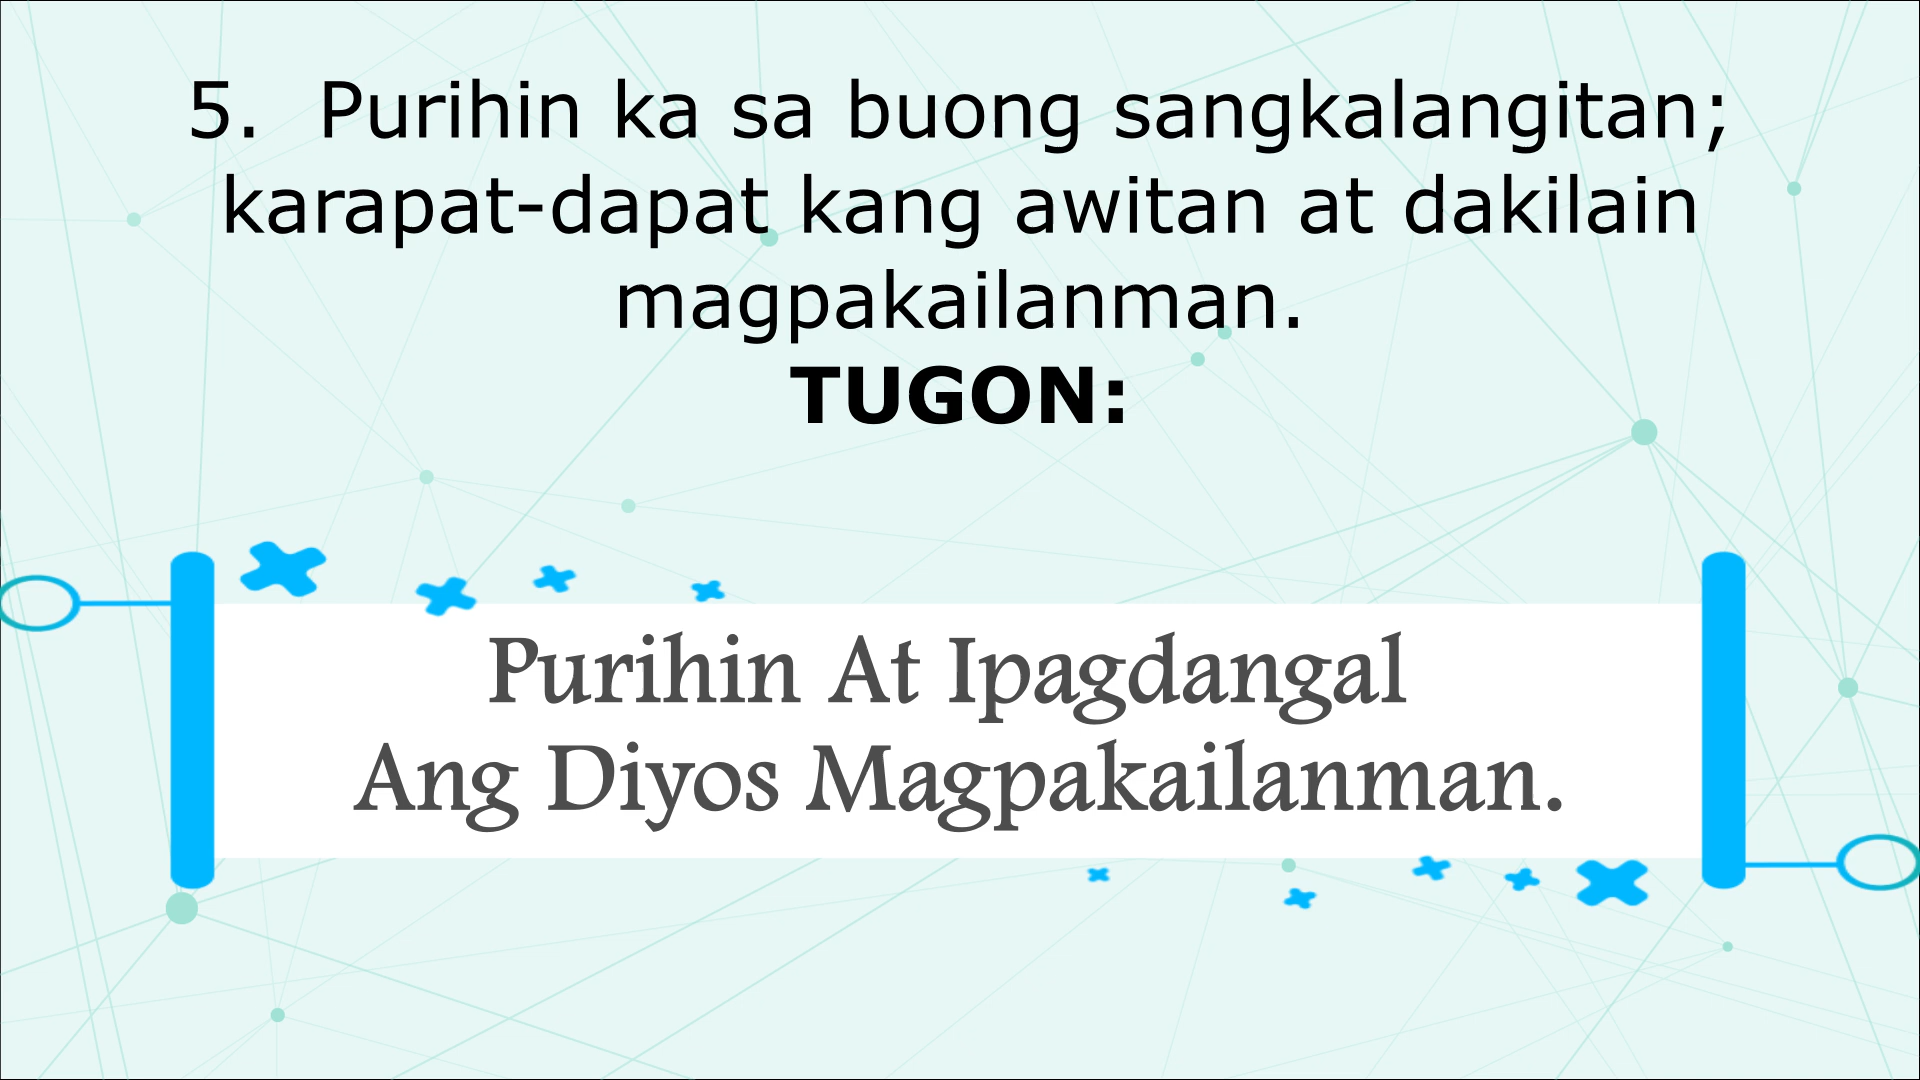 5.  Purihin ka sa buong sangkalangitan;
karapat-dapat kang awitan at dakilain
magpakailanman.
TUGON:
Purihin At Ipagdangal
Ang Diyos Magpakailanman.